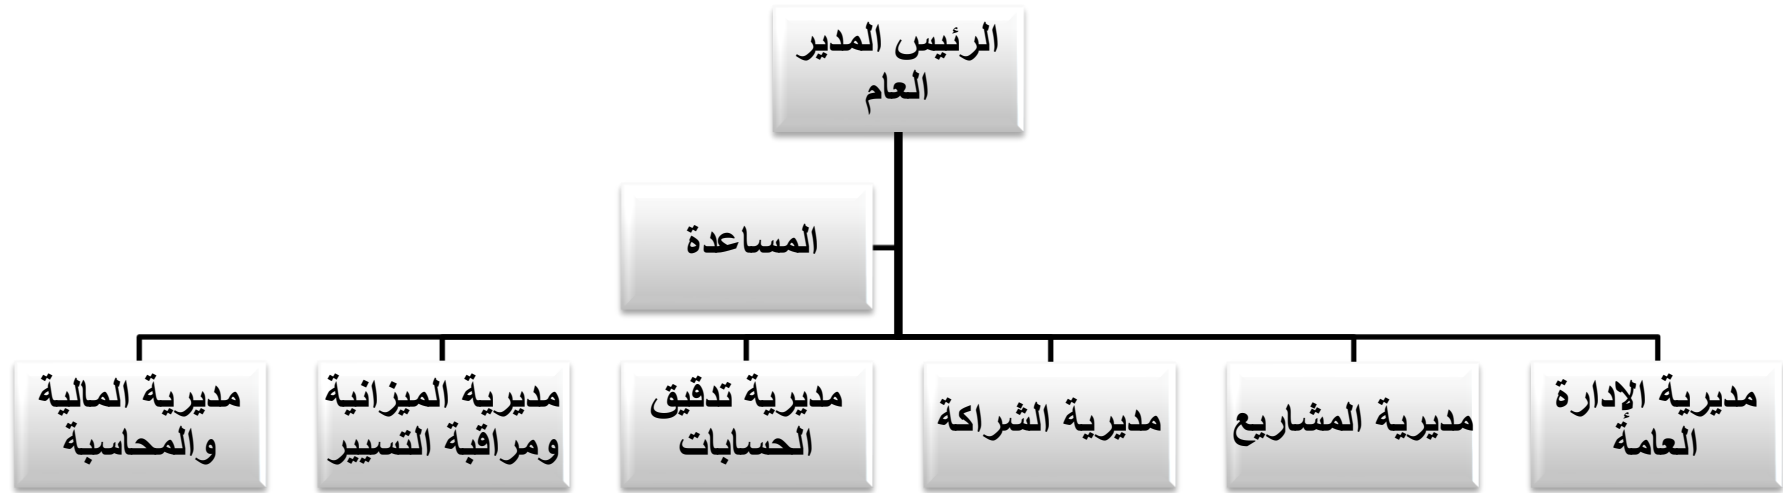 الرئيس المدير
العام
المساعدة
مديرية الإدارة
العامة
مديرية المشاريع
مديرية الشراكة
مديرية تدقيق
الحسابات
مديرية الميزانية
ومراقبة التسيير
مديرية المالية
والمحاسبة